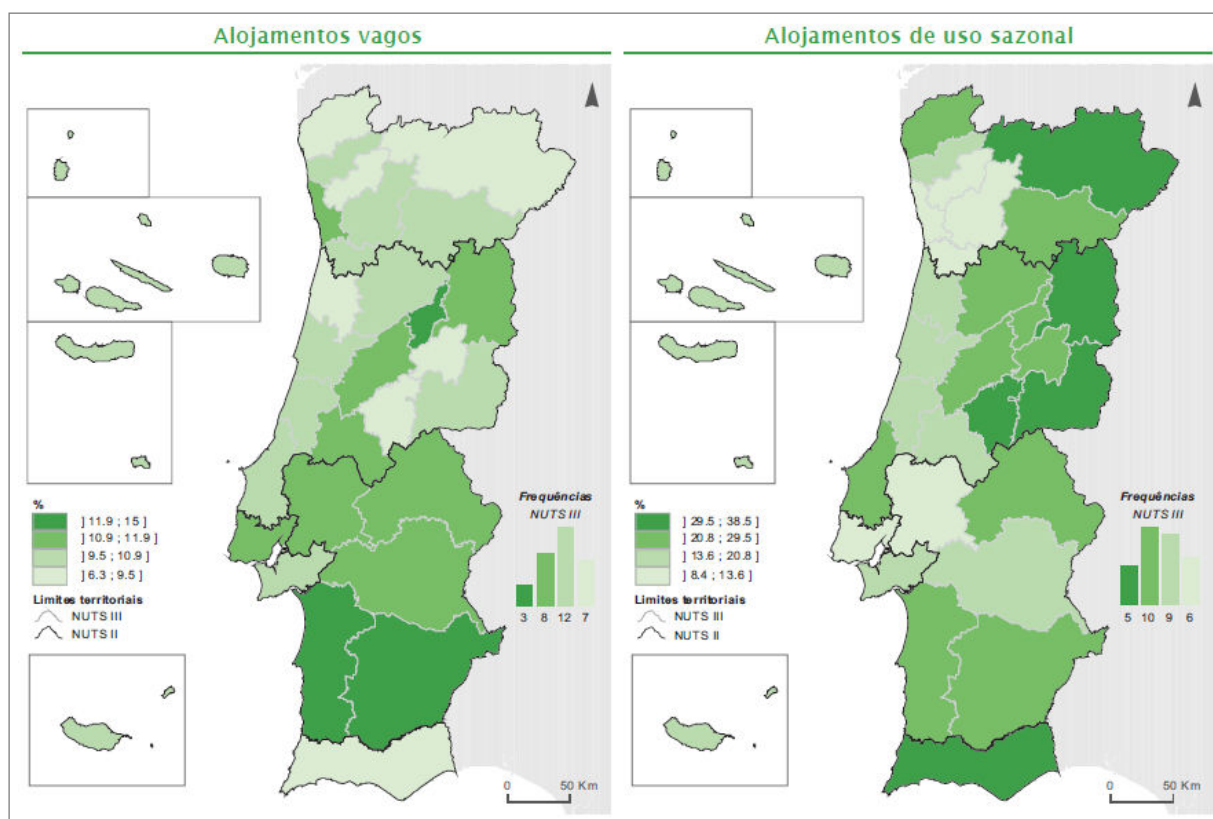 Alojamentos vagos
%
] 11.9 ; 15 ]
] 10.9 ; 11.9 ]
] 9.5 ; 10.9 ]
] 6.3 ; 9.5 ]
Limites territoriais
NUTS III
NUTS II
Frequências
NUTS III
3 8 12 7
0 50 Km
Alojamentos de uso sazonal
%
] 29.5 ; 38.5 ]
] 20.8 ; 29.5 ]
] 13.6 ; 20.8 ]
] 8.4 ; 13.6 ]
Limites territoriais
NUTS III
NUTS II
Frequências
NUTS III
5 10 9 6
0 50 Km